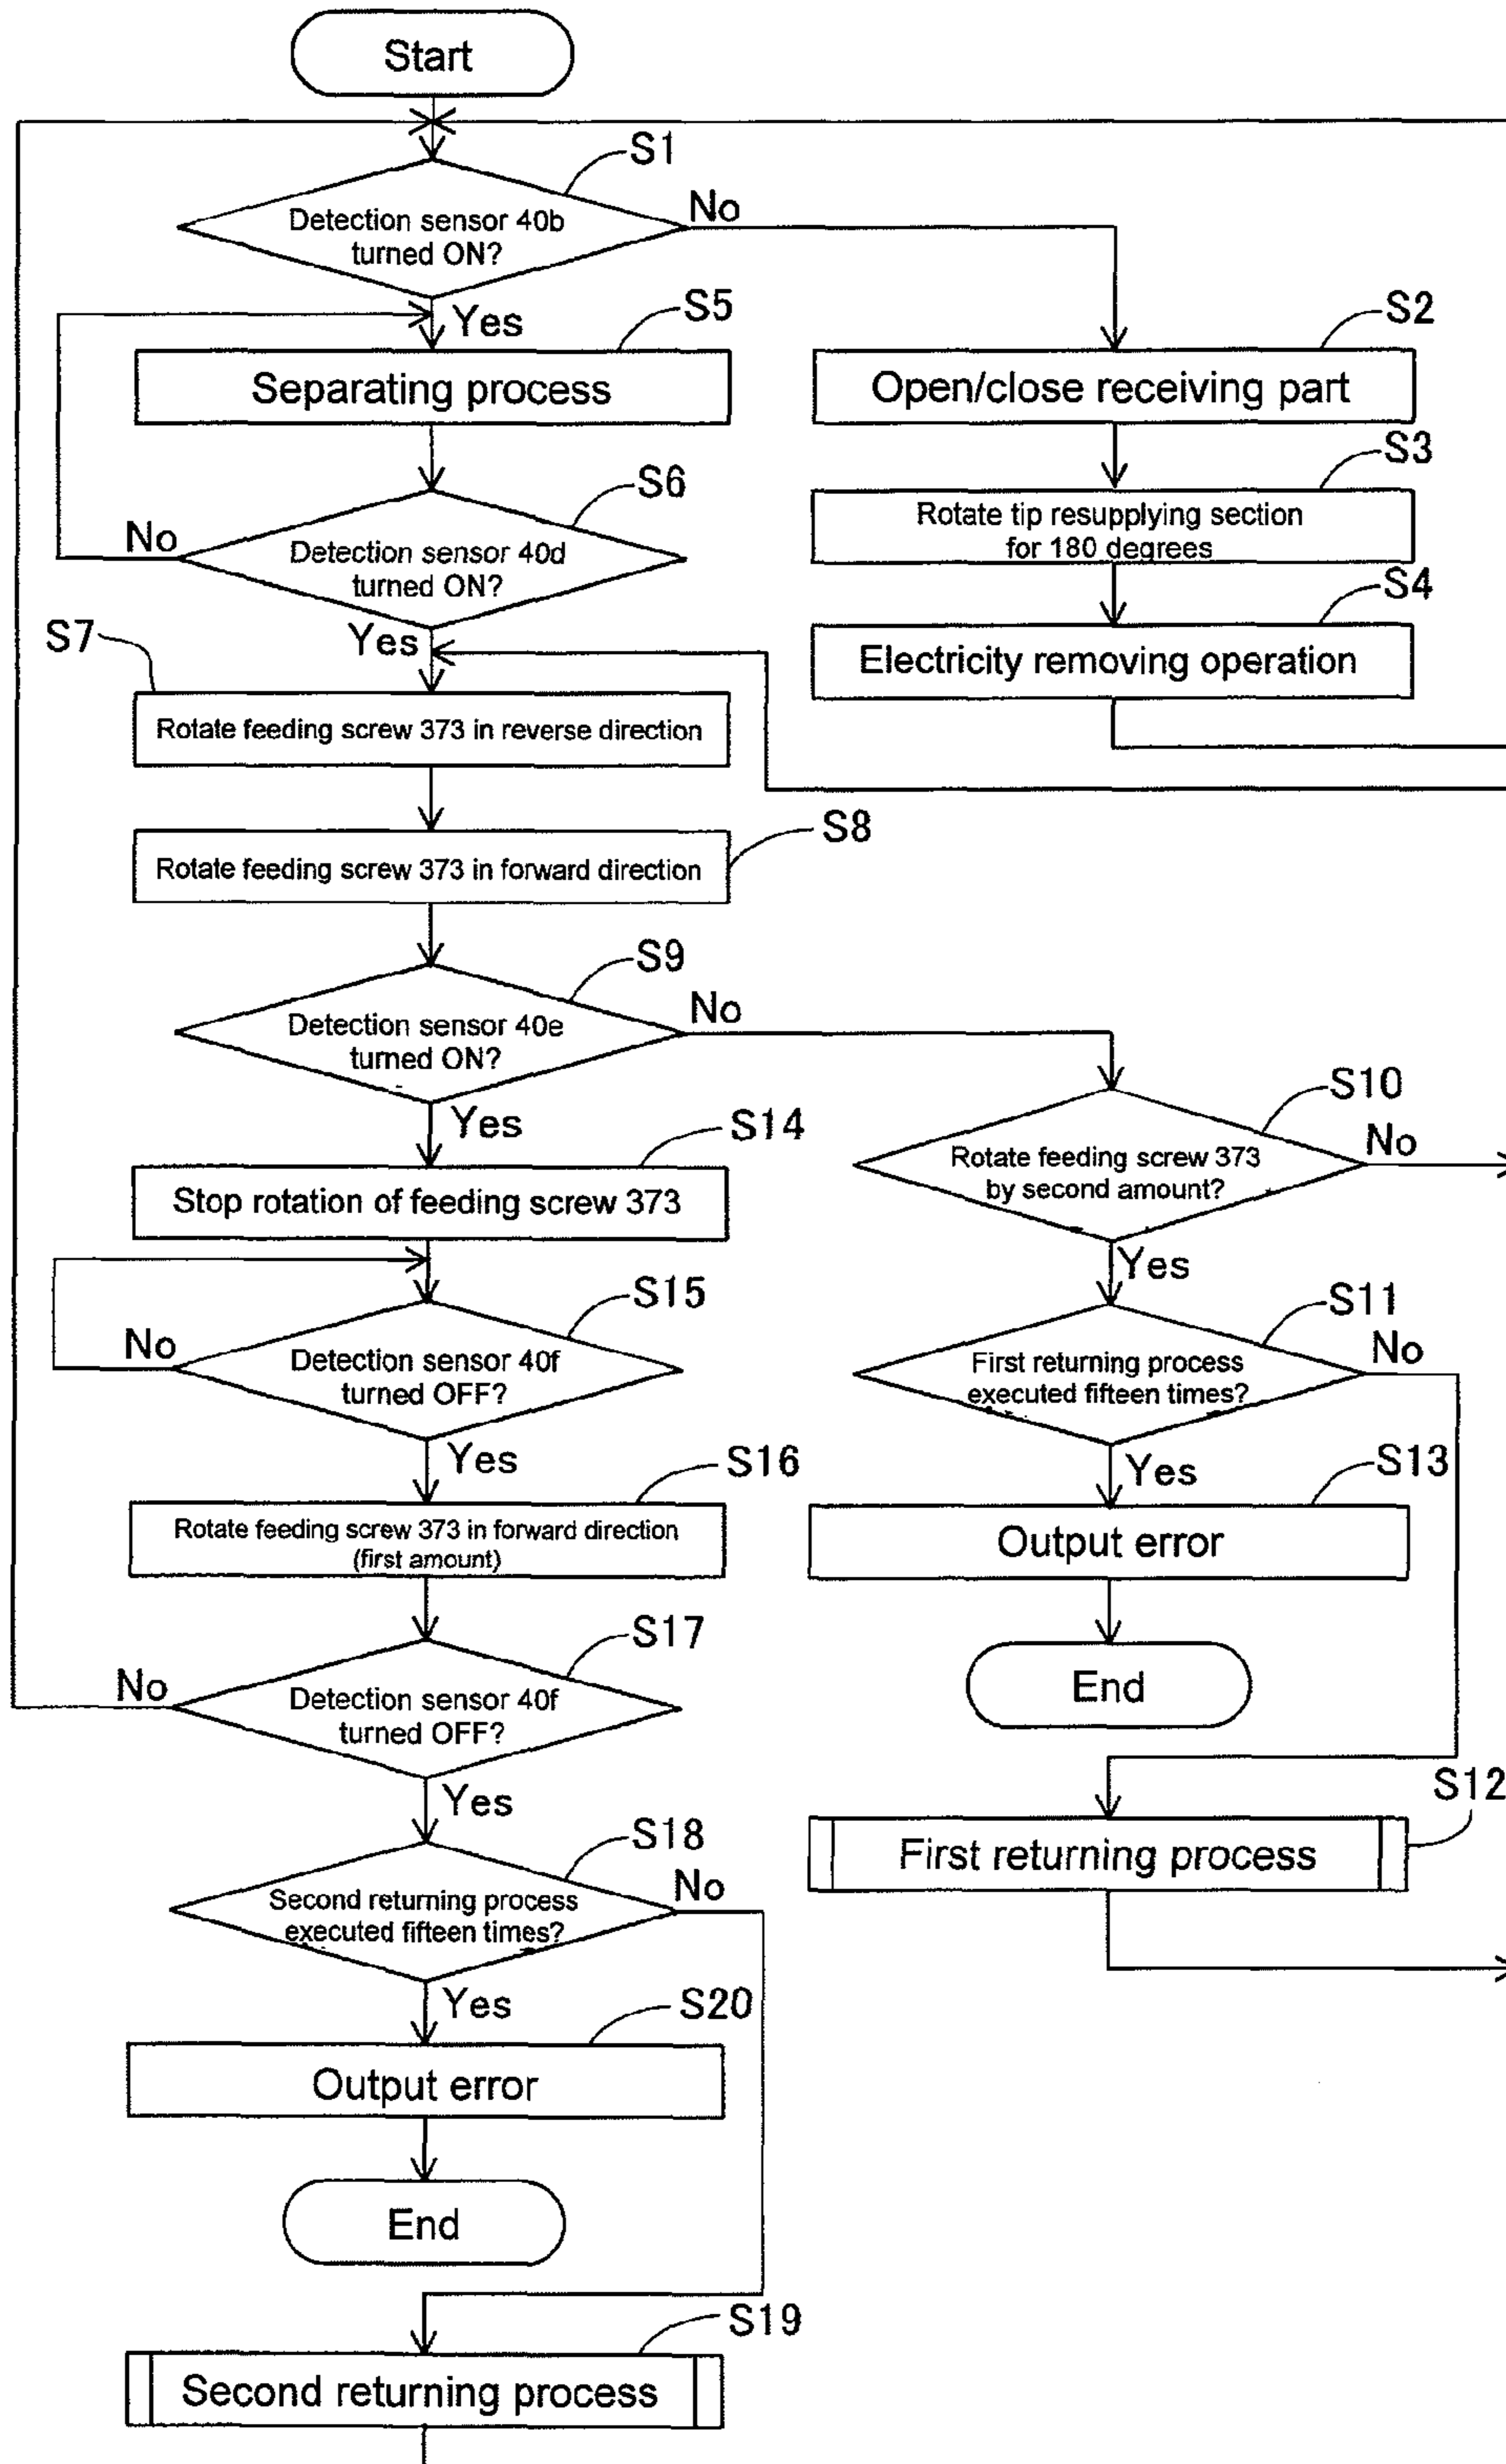 Start
S1
Detection sensor 40b
turned ON?
No
Yes
S5
Separating process
S2
Open/close receiving part
S3
Rotate tip resupplying section
for 180 degrees
S4
Electricity removing operation
S6
No
Detection sensor 40d
turned ON?
Yes
S7
Rotate feeding screw 373 in reverse direction
S8
Rotate feeding screw 373 in forward direction
S9
Detection sensor 40e
turned ON?
No
Yes
S10
Rotate feeding screw 373
by second amount?
No
Yes
S11
First returning process
executed fifteen times?
No
Yes
S13
Output error
End
S12
First returning process
S14
Stop rotation of feeding screw 373
S15
No
Detection sensor 40f
turned OFF?
Yes
S16
Rotate feeding screw 373 in forward direction
(first amount)
S17
No
Detection sensor 40f
turned OFF?
Yes
S18
Second returning process
executed fifteen times?
No
Yes
S20
Output error
End
S19
Second returning process